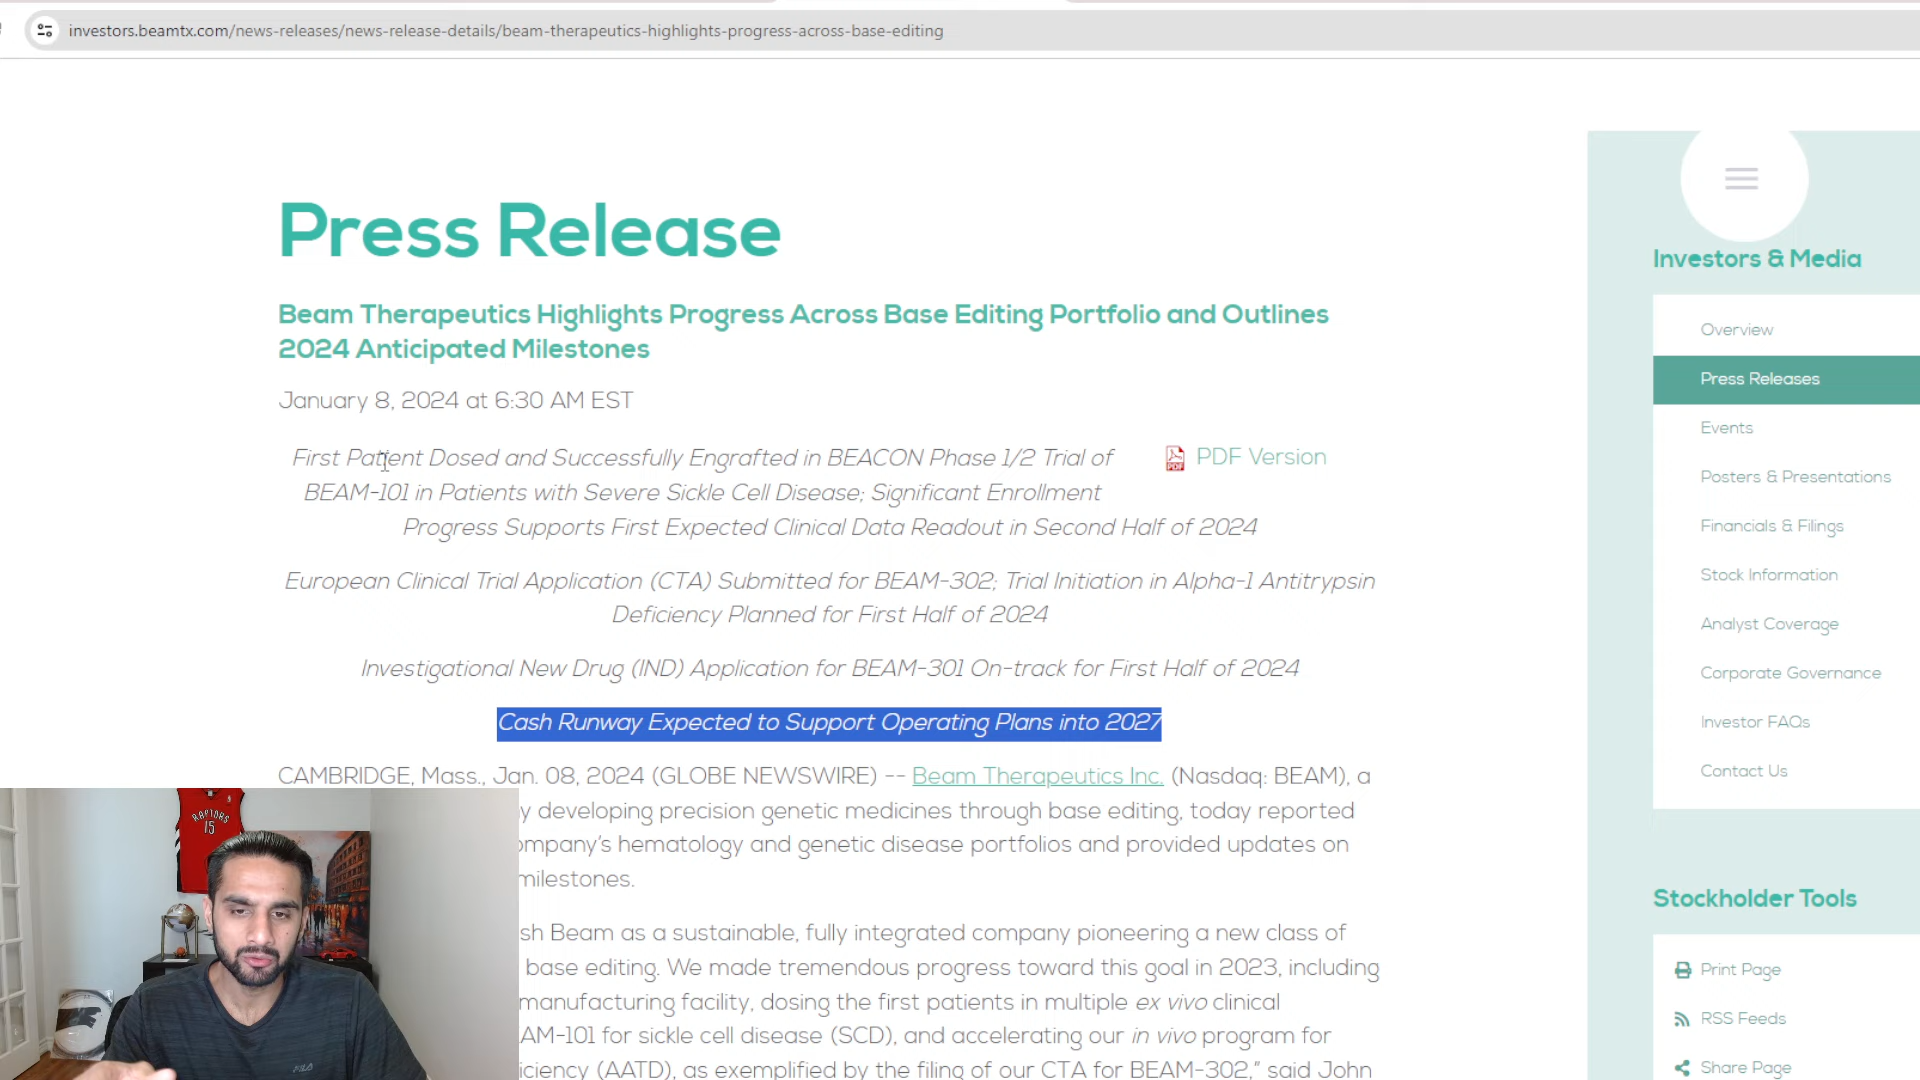 investors.beamtx.com/news-releases/news-release-details/beam-therapeutics-highlights-progress-across-base-editing
Press Release
Beam Therapeutics Highlights Progress Across Base Editing Portfolio and Outlines
2024 Anticipated Milestones
January 8, 2024 at 6:30 AM EST
First Patient Dosed and Successfully Engrafted in BEACON Phase 1/2 Trial of
BEAM-101 in Patients with Severe Sickle Cell Disease; Significant Enrollment
Progress Supports First Expected Clinical Data Readout in Second Half of 2024
PDF Version
European Clinical Trial Application (CTA) Submitted for BEAM-302; Trial Initiation in Alpha-1 Antitrypsin
Deficiency Planned for First Half of 2024
Investigational New Drug (IND) Application for BEAM-301 On-track for First Half of 2024
Cash Runway Expected to Support Operating Plans into 2027
CAMBRIDGE, Mass., Jan. 08, 2024 (GLOBE NEWSWIRE) -- Beam Therapeutics Inc. (Nasdaq: BEAM), a
developing precision genetic medicines through base editing, today reported
ompany's hematology and genetic disease portfolios and provided updates on
milestones.
sh Beam as a sustainable, fully integrated company pioneering a new class of
base editing. We made tremendous progress toward this goal in 2023, including
manufacturing facility, dosing the first patients in multiple ex vivo clinical
AM-101 for sickle cell disease (SCD), and accelerating our in vivo program for
iciency (AATD), as exemplified by the filing of our CTA for BEAM-302," said John
Investors & Media
Overview
Press Releases
Events
Posters & Presentations
Financials & Filings
Stock Information
Analyst Coverage
Corporate Governance
Investor FAQs
Contact Us
Stockholder Tools
Print Page
RSS Feeds
Share Page
RAPTORS
15
FILA